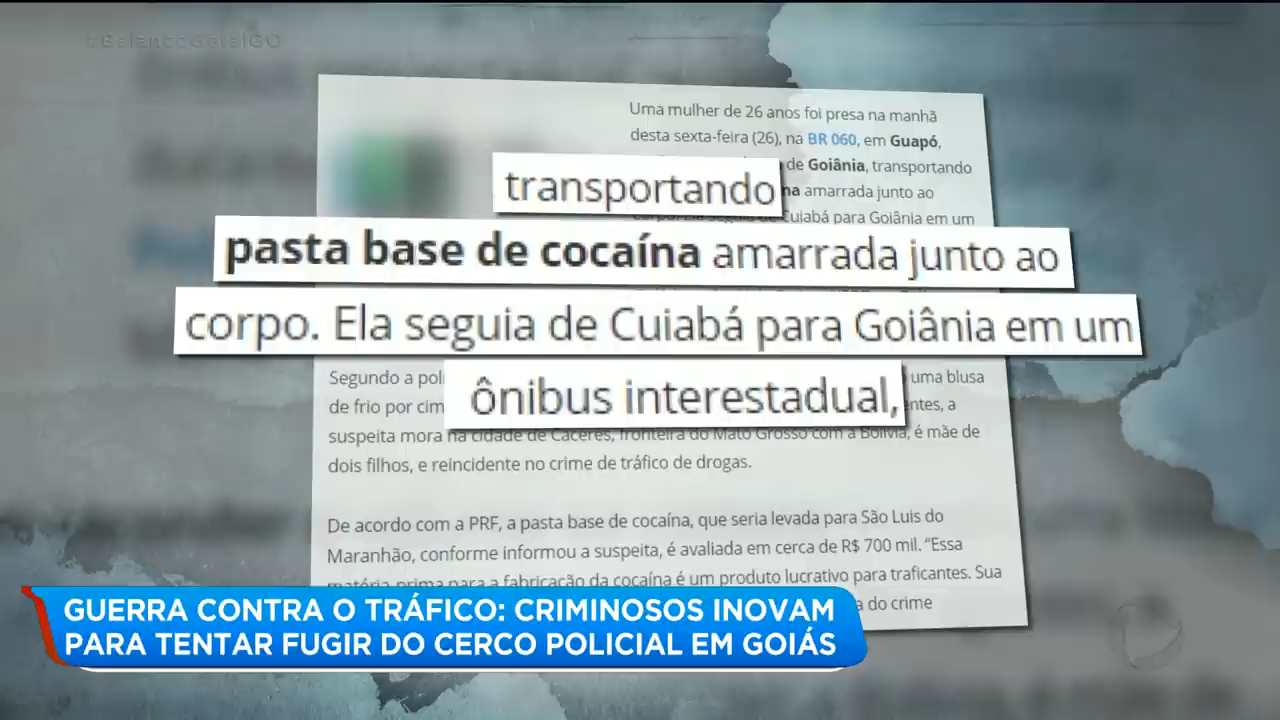 #BalançoGeralGO
Uma mulher de 26 anos foi presa na manhã
desta sexta-feira (26), na BR 060, em Guapó,
de Goiânia, transportando
amarrada junto ao
Cuiabá para Goiânia em um
transportando
pasta base de cocaína amarrada junto ao
corpo. Ela seguia de Cuiabá para Goiânia em um
ônibus interestadual,
Segundo a uma blusa
de frio por a
suspeita mora na cidade de Cáceres, fronteira do Mato Grosso com a Bolívia, é mãe de
dois filhos, e reincidente no crime de tráfico de drogas.
De acordo com a PRF, a pasta base de cocaína, que seria levada para São Luis do
Maranhão, conforme informou a suspeita, é avaliada em cerca de R$ 700 mil. “Essa
matéria-prima para a fabricação da cocaína é um produto lucrativo para traficantes. Sua
do crime
GUERRA CONTRA O TRÁFICO: CRIMINOSOS INOVAM
PARA TENTAR FUGIR DO CERCO POLICIAL EM GOIÁS